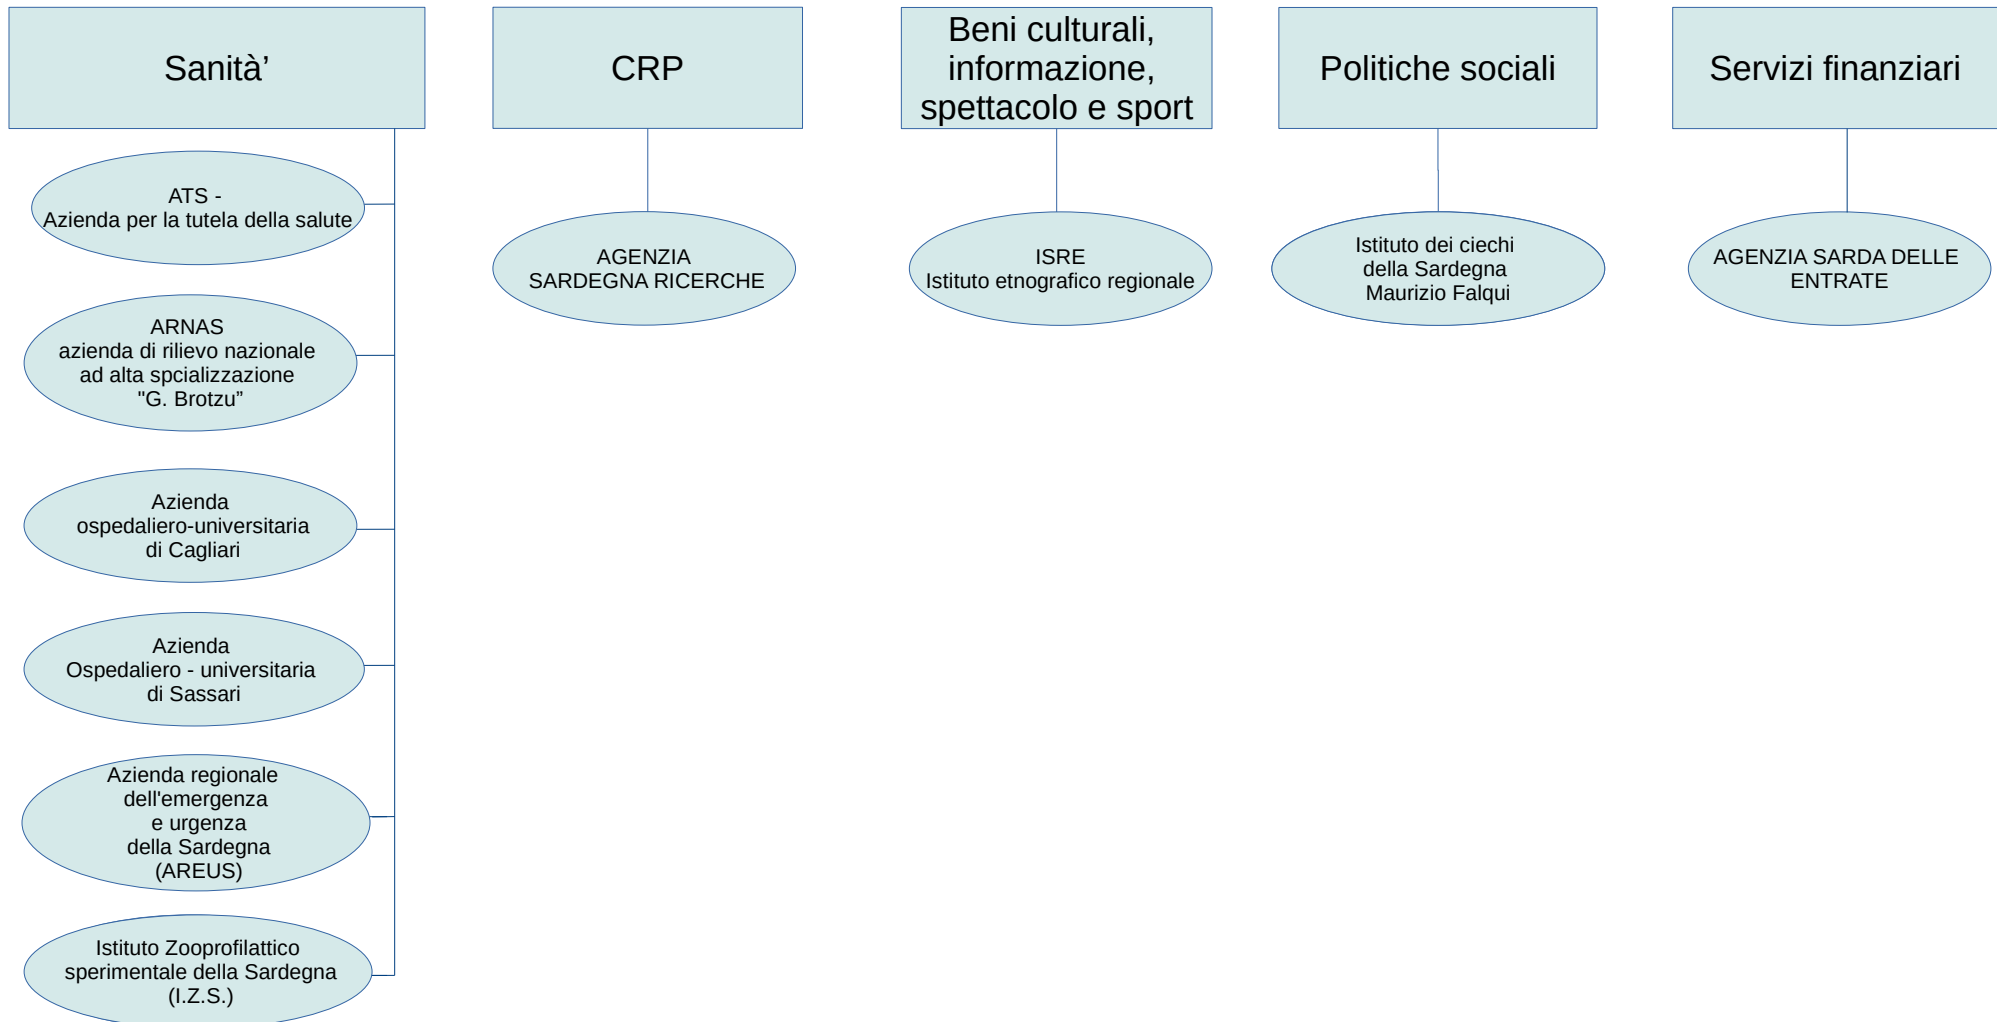 Sanità’
CRP
Beni culturali,
informazione,
spettacolo e sport
Politiche sociali
Servizi finanziari
ATS -
Azienda per la tutela della salute
ARNAS
azienda di rilievo nazionale
ad alta spcializzazione
"G. Brotzu”
Azienda
ospedaliero-universitaria
di Cagliari
Azienda
Ospedaliero - universitaria
di Sassari
Azienda regionale
dell'emergenza
e urgenza
della Sardegna
(AREUS)
Istituto Zooprofilattico
sperimentale della Sardegna
(I.Z.S.)
AGENZIA
SARDEGNA RICERCHE
ISRE
Istituto etnografico regionale
Istituto dei ciechi
della Sardegna
Maurizio Falqui
AGENZIA SARDA DELLE
ENTRATE